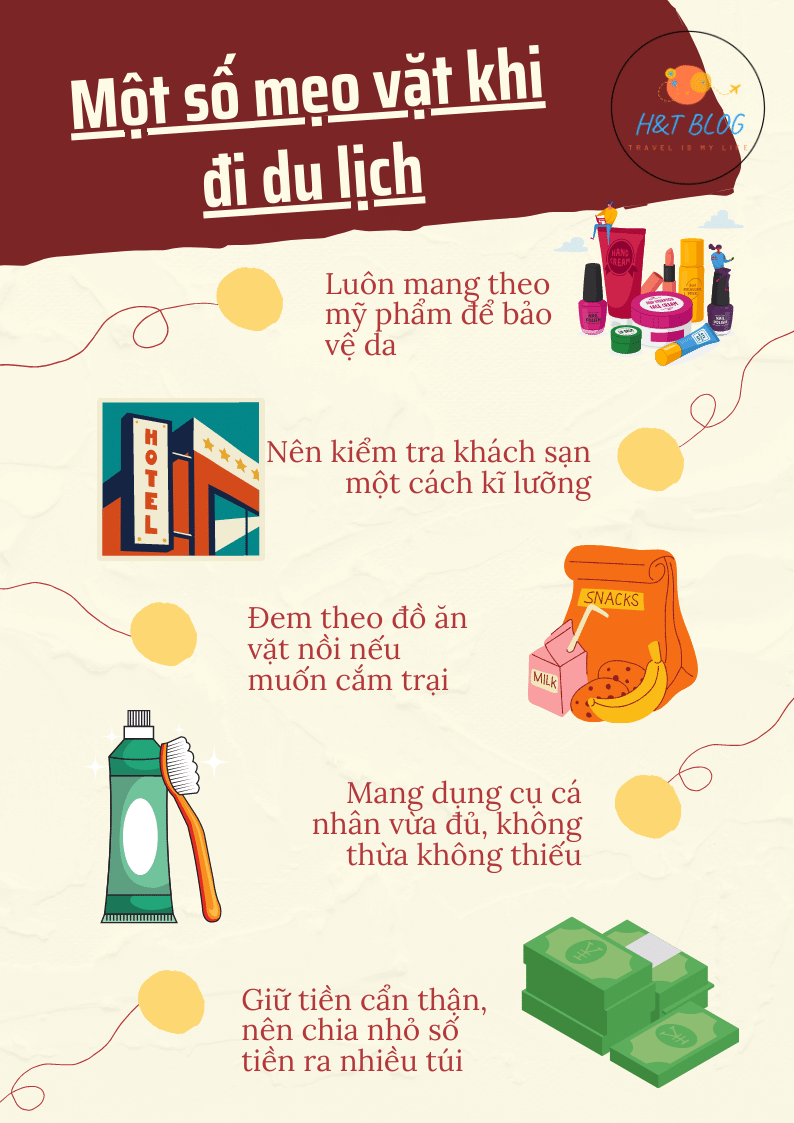 Một số mẹo vặt khi
đi du lịch
H&T BLOG
TRAVEL IS MY LIFE
Luôn mang theo
mỹ phẩm để bảo
vệ da
HAND
CREAM
FACE CREAM
NAIL
POLISH
NAIL
POLISH
HOTEL
Nên kiểm tra khách sạn
một cách kĩ lưỡng
Đem theo đồ ăn
vặt nồi nếu
muốn cắm trại
SNACKS
MILK
Mang dụng cụ cá
nhân vừa đủ, không
thừa không thiếu
Giữ tiền cẩn thận,
nên chia nhỏ số
tiền ra nhiều túi